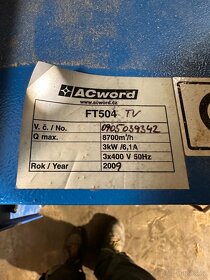 ACword
www.acword.cz
FT504 TV
V. č. / No. 0905039342
Q max. 8700m³/h
3kW /6,1A
3x400 V 50Hz
Rok / Year 2009